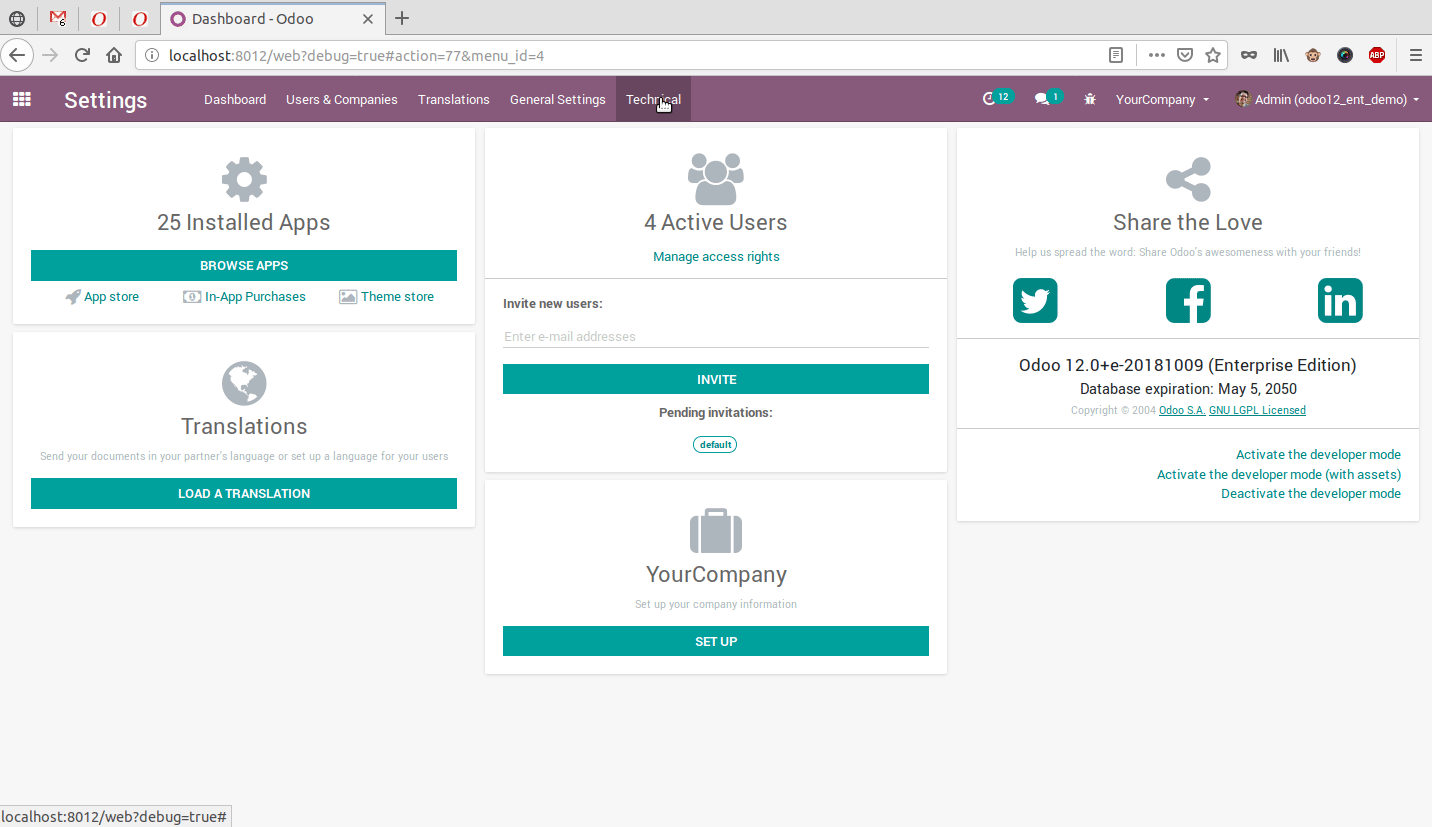 Dashboard - Odoo
6
localhost:8012/web?debug=true#action=77&menu_id=4
ABP
Settings
Dashboard
Users & Companies
Translations
General Settings
Technical
12
1
YourCompany
Admin (odoo12_ent_demo)
25 Installed Apps
BROWSE APPS
App store
In-App Purchases
Theme store
Translations
Send your documents in your partner's language or set up a language for your users
LOAD A TRANSLATION
4 Active Users
Manage access rights
Invite new users:
Enter e-mail addresses
INVITE
Pending invitations:
default
YourCompany
Set up your company information
SET UP
Share the Love
Help us spread the word: Share Odoo's awesomeness with your friends!
Odoo 12.0+e-20181009 (Enterprise Edition)
Database expiration: May 5, 2050
Copyright © 2004 Odoo S.A. GNU LGPL Licensed
Activate the developer mode
Activate the developer mode (with assets)
Deactivate the developer mode
localhost:8012/web?debug=true#